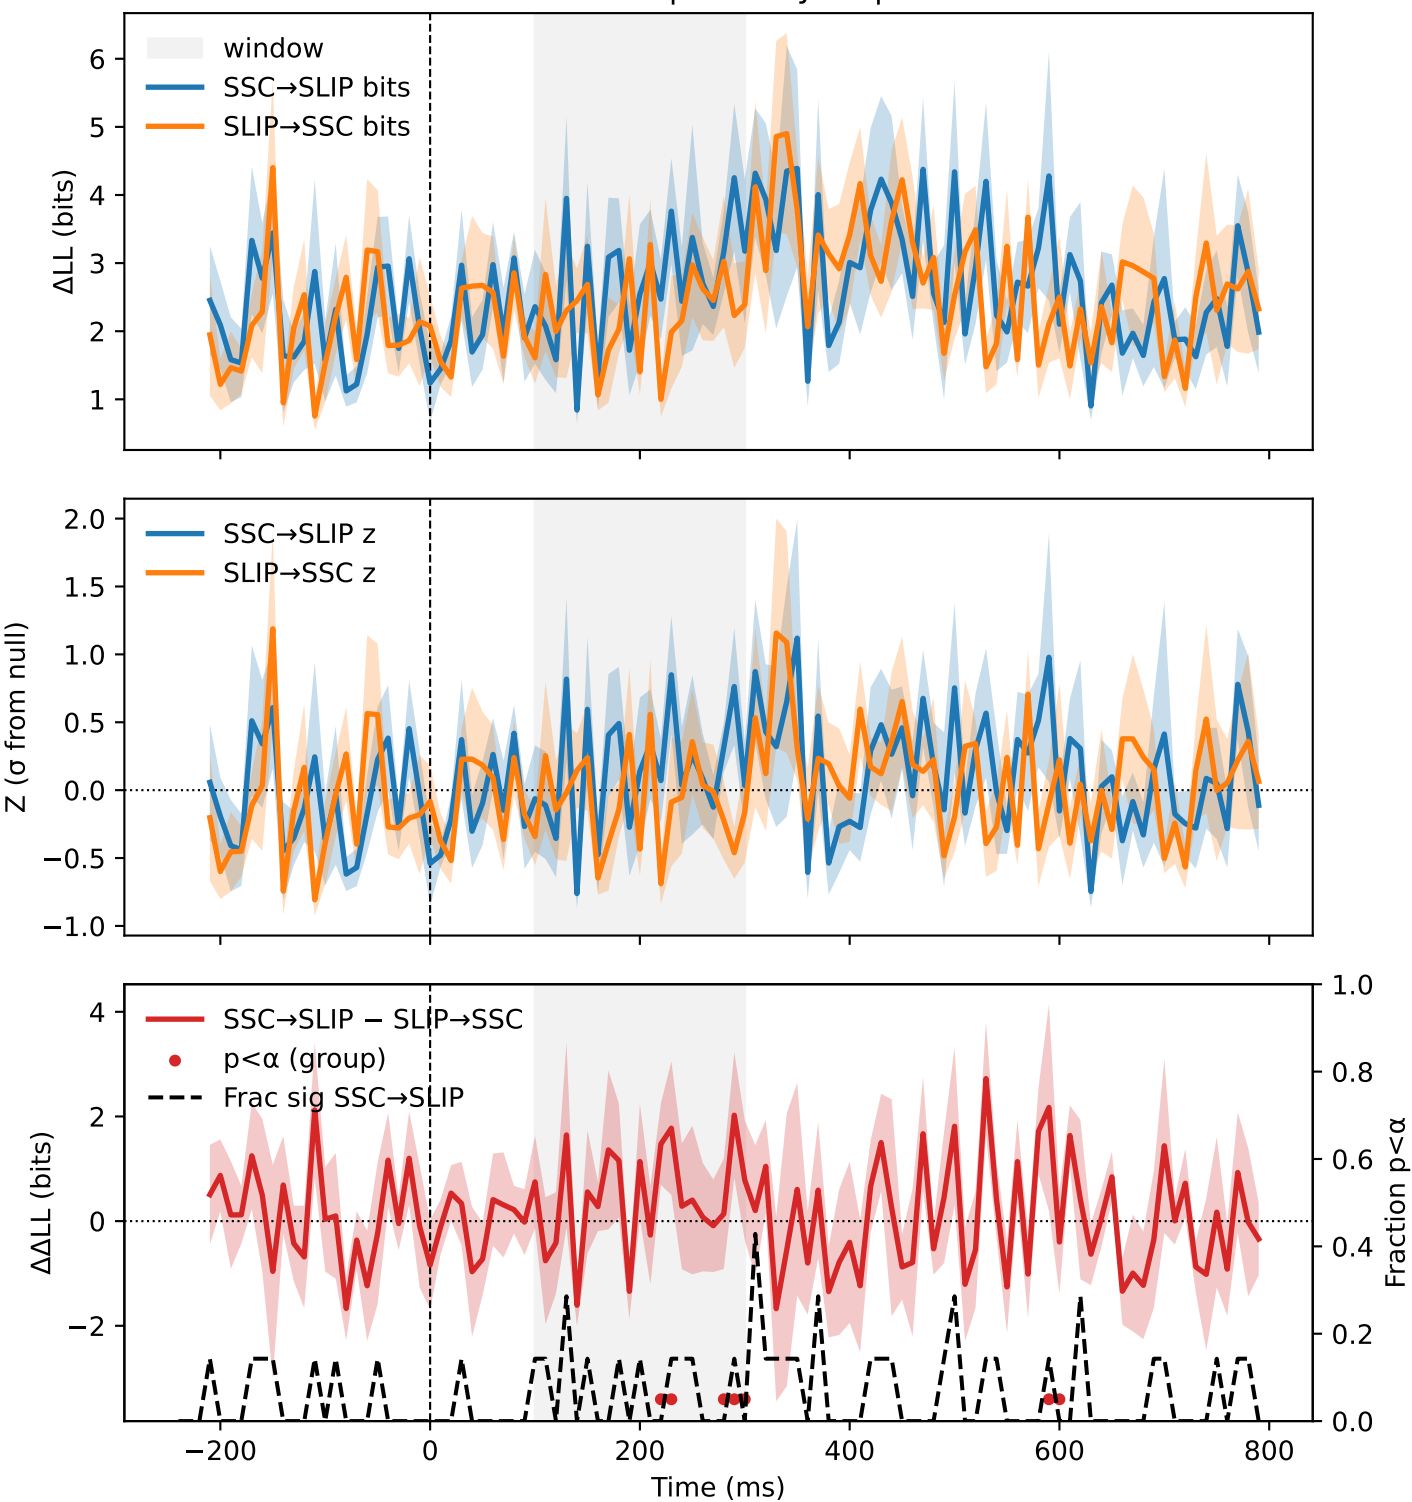 window
SSC→SLIP bits
SLIP→SSC bits
6
5
4
3
2
1
ΔLL (bits)
SSC→SLIP z
SLIP→SSC z
2.0
1.5
1.0
0.5
0.0
−0.5
−1.0
Z (σ from null)
SSC→SLIP − SLIP→SSC
p<α (group)
Frac sig SSC→SLIP
4
2
0
−2
ΔΔLL (bits)
1.0
0.8
0.6
0.4
0.2
0.0
Fraction p<α
−200 0 200 400 600 800
Time (ms)